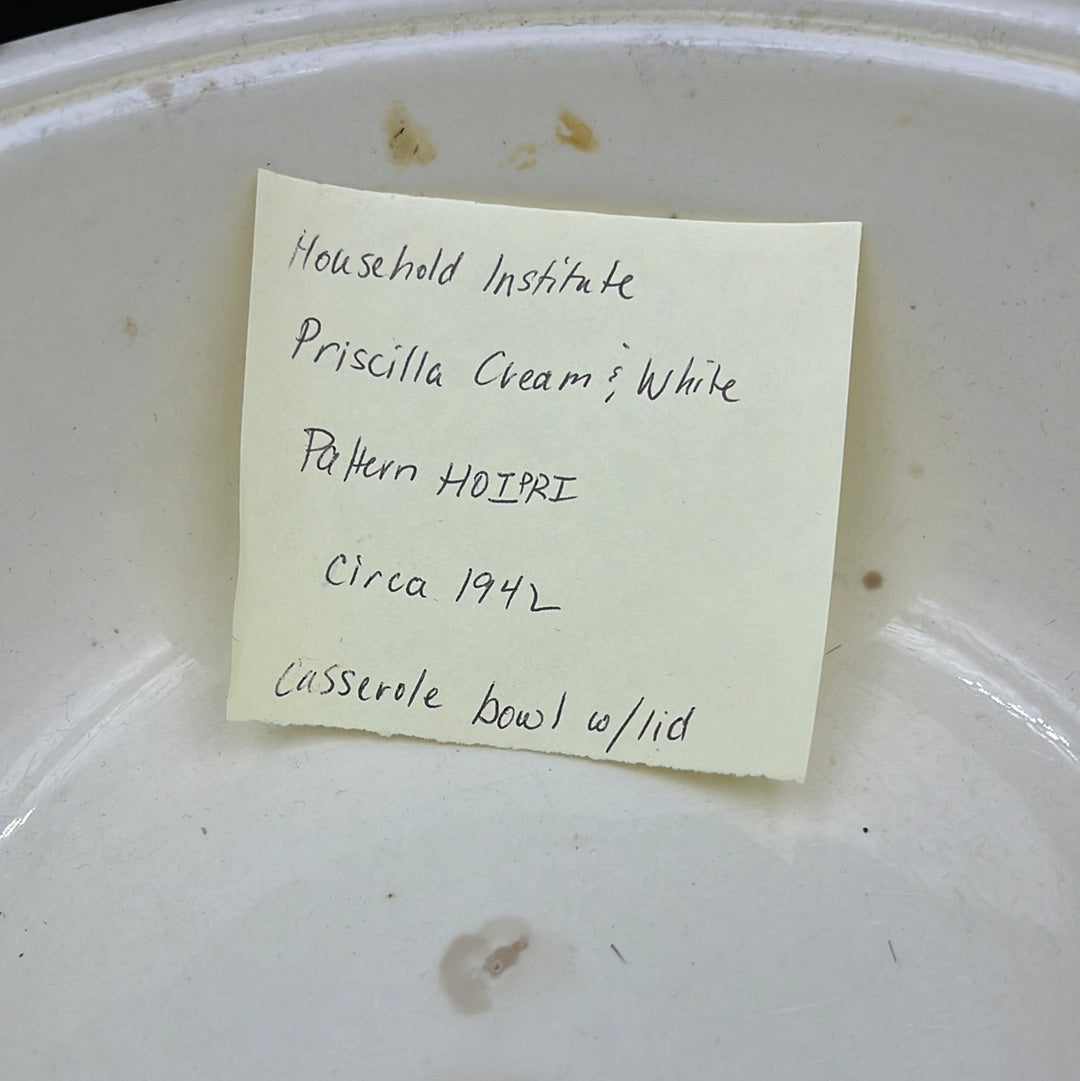 Household Institute
Priscilla Cream & White
Pattern HOIPRI
Circa 1942
Casserole bowl w/lid